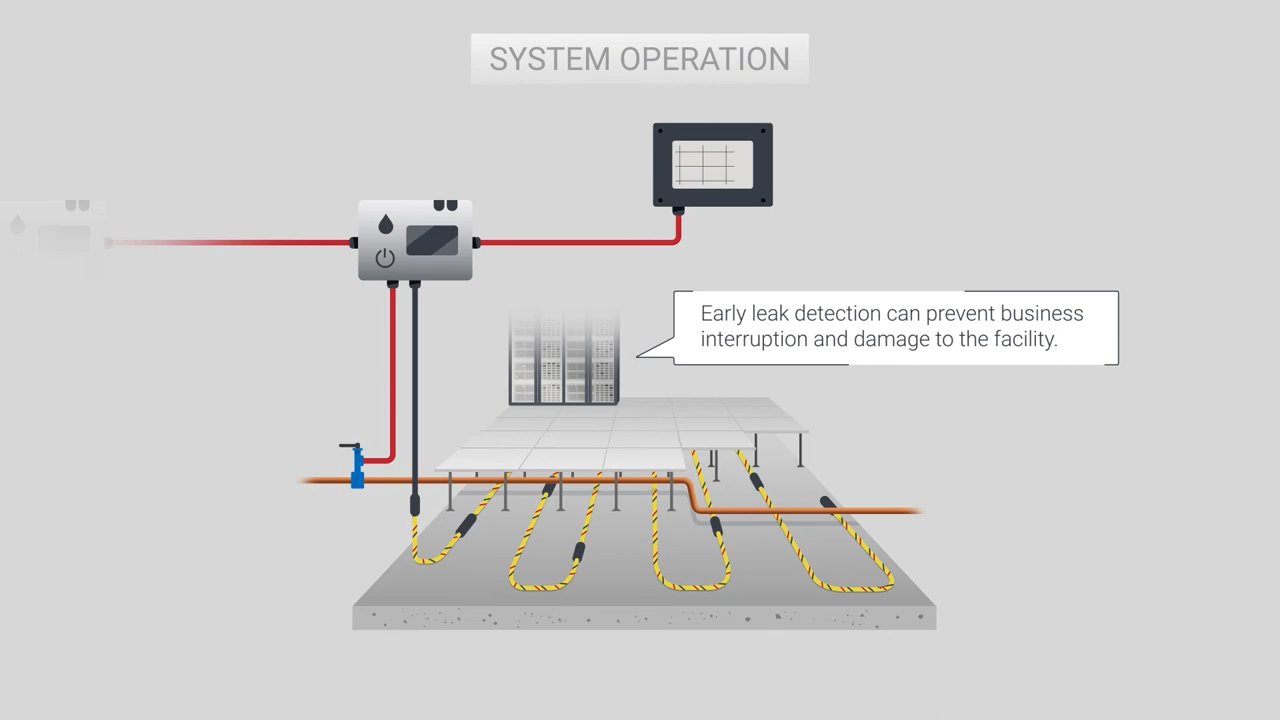 SYSTEM OPERATION
Early leak detection can prevent business
interruption and damage to the facility.